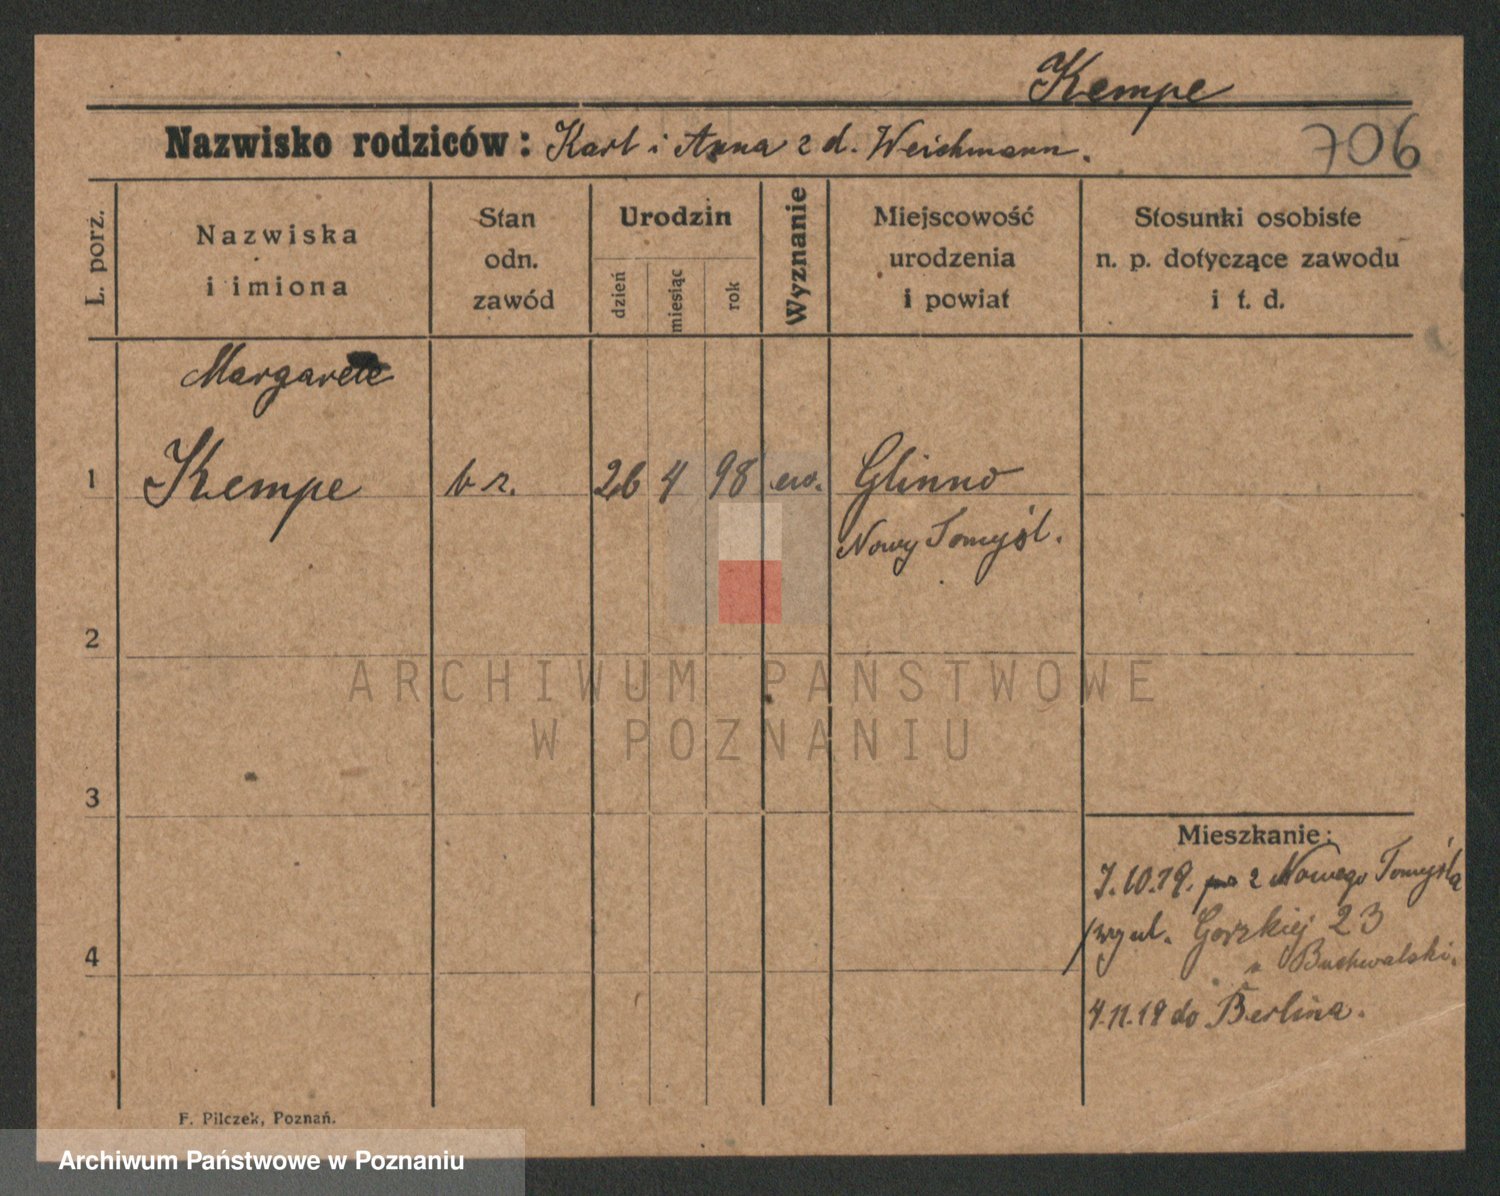 Kempe
Nazwisko rodziców: Karl i Anna z d. Weichmann.
706
L. porz.
Nazwiska
i imiona
Stan
odn.
zawód
Urodzin
dzień
miesiąc
rok
Wyznanie
Miejscowość
urodzenia
i powiat
Stosunki osobiste
n. p. dotyczące zawodu
i t. d.
Margarete
1 Kempe 26 4 98 ew. Glinno
Nowy Tomyśl.
2
ARCHIWUM PAŃSTWOWE
W POZNANIU
3
Mieszkanie:
7.10.19. z Nowego Tomyśla
ul. 23
4
Buchwalski.
4.11.19 do Berlina.
F. Pilczek, Poznań.
Archiwum Państwowe w Poznaniu